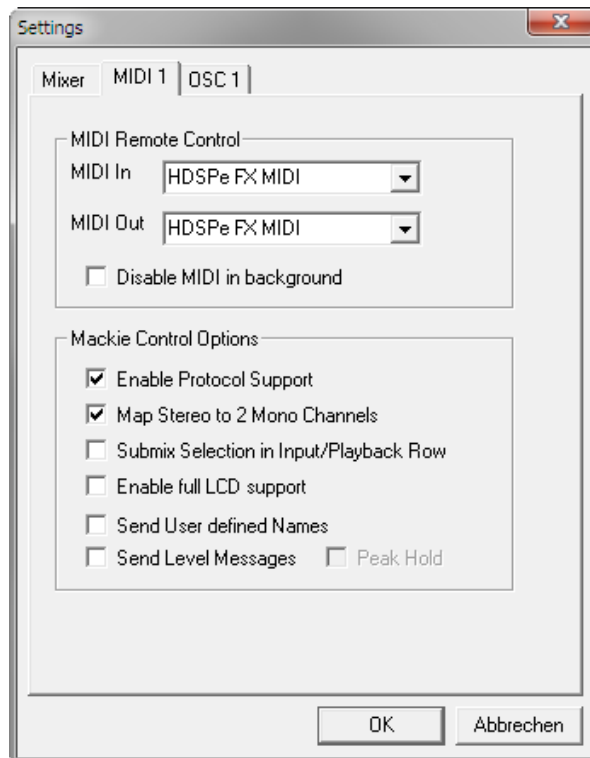 Settings
Mixer MIDI 1 OSC 1
MIDI Remote Control
MIDI In HDSPe FX MIDI
MIDI Out HDSPe FX MIDI
Disable MIDI in background
Mackie Control Options
Enable Protocol Support
Map Stereo to 2 Mono Channels
Submix Selection in Input/Playback Row
Enable full LCD support
Send User defined Names
Send Level Messages Peak Hold
OK Abbrechen